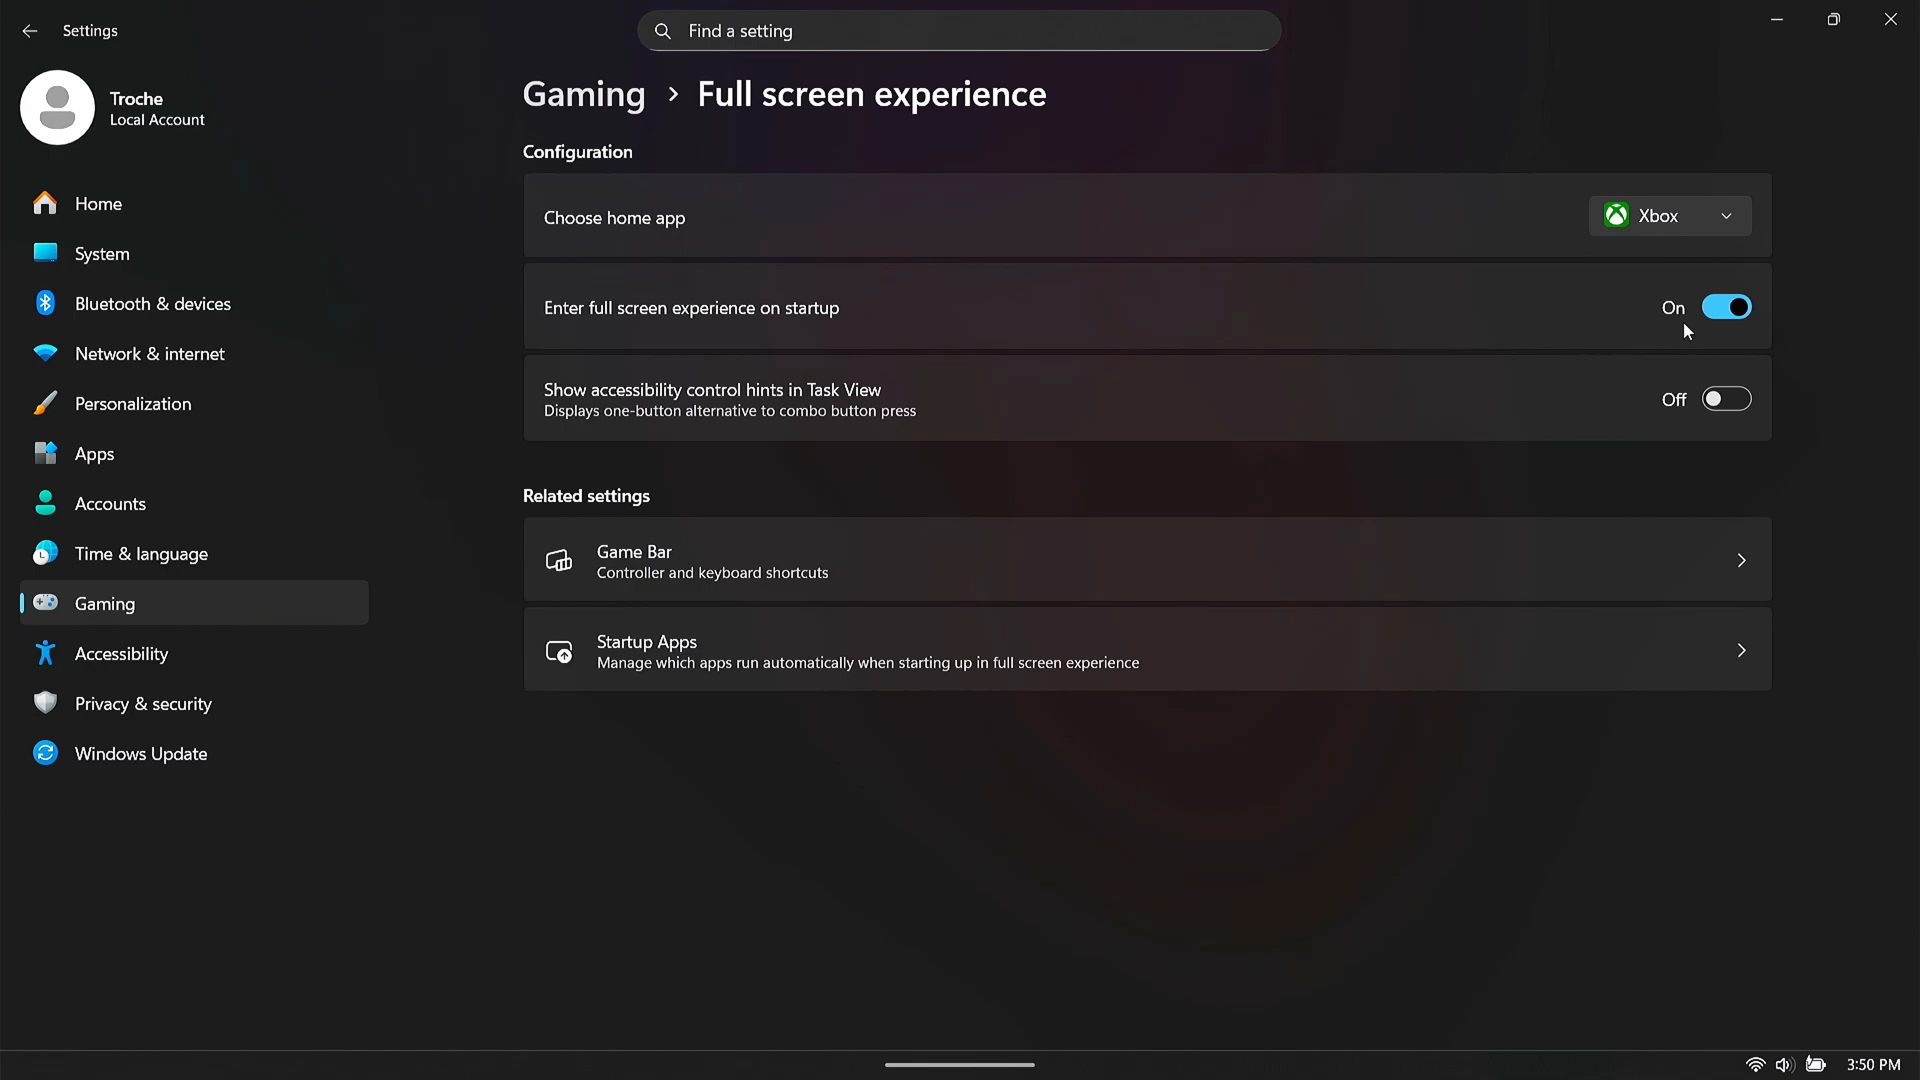 Settings
Find a setting
Troche
Local Account
Home
System
Bluetooth & devices
Network & internet
Personalization
Apps
Accounts
Time & language
Gaming
Accessibility
Privacy & security
Windows Update
Gaming > Full screen experience
Configuration
Choose home app
Xbox
Enter full screen experience on startup
On
Show accessibility control hints in Task View
Displays one-button alternative to combo button press
Off
Related settings
Game Bar
Controller and keyboard shortcuts
Startup Apps
Manage which apps run automatically when starting up in full screen experience
3:50 PM